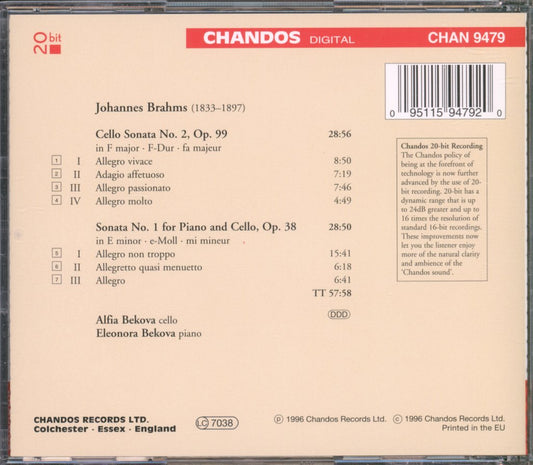 20 bit
CHANDOS DIGITAL CHAN 9479
0 95115 94792 0
Johannes Brahms (1833–1897)
Cello Sonata No. 2, Op. 99 28:56
in F major · F-Dur · fa majeur
1 I Allegro vivace 8:50
2 II Adagio affetuoso 7:19
3 III Allegro passionato 7:46
4 IV Allegro molto 4:49
Sonata No. 1 for Piano and Cello, Op. 38 28:50
in E minor · e-Moll · mi mineur
5 I Allegro non troppo 15:41
6 II Allegretto quasi menuetto 6:18
7 III Allegro 6:41
TT 57:58
DDD
Alfia Bekova cello
Eleonora Bekova piano
Chandos 20-bit Recording
The Chandos policy of
being at the forefront of
technology is now further
advanced by the use of 20-
bit recording. 20-bit has a
dynamic range that is up
to 24dB greater and up to
16 times the resolution of
standard 16-bit recordings.
These improvements now
let you the listener enjoy
more of the natural clarity
and ambience of the
'Chandos sound'.
CHANDOS RECORDS LTD.
Colchester · Essex · England
LC 7038
℗ 1996 Chandos Records Ltd. © 1996 Chandos Records Ltd.
Printed in the EU